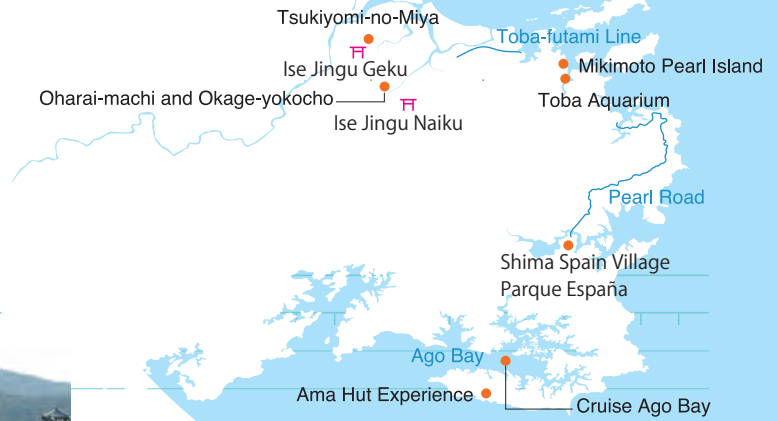 Tsukiyomi-no-Miya
Toba-futami Line
Ise Jingu Geku
Mikimoto Pearl Island
Oharai-machi and Okage-yokocho
Toba Aquarium
Ise Jingu Naiku
Pearl Road
Shima Spain Village
Parque España
Ago Bay
Ama Hut Experience
Cruise Ago Bay